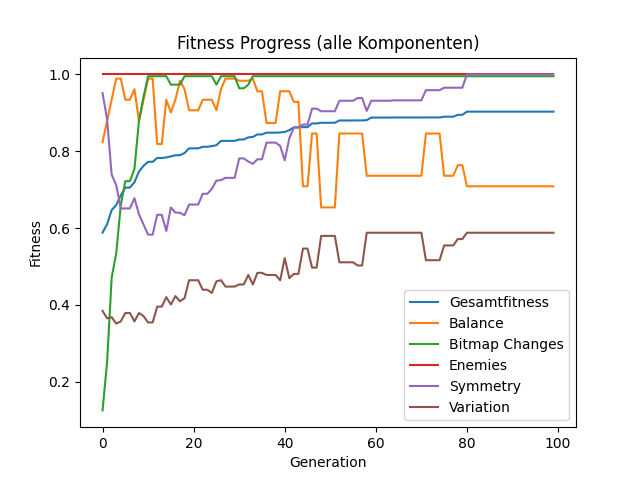 Fitness Progress (alle Komponenten)
1.0
0.8
0.6
0.4
0.2
Fitness
0
20
40
60
80
100
Generation
Gesamtfitness
Balance
Bitmap Changes
Enemies
Symmetry
Variation